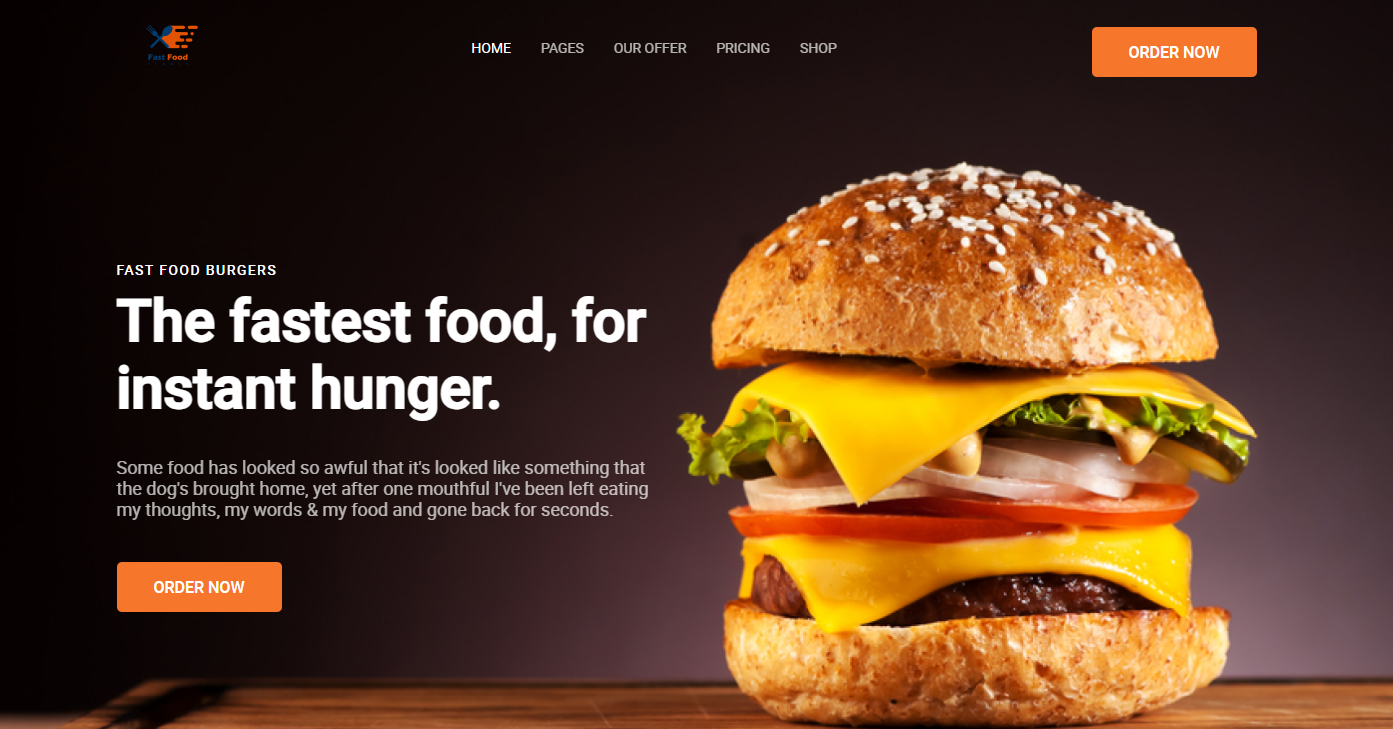 Fast Food
HOME
PAGES
OUR OFFER
PRICING
SHOP
ORDER NOW
FAST FOOD BURGERS
The fastest food, for
instant hunger.
Some food has looked so awful that it's looked like something that
the dog's brought home, yet after one mouthful I've been left eating
my thoughts, my words & my food and gone back for seconds.
ORDER NOW